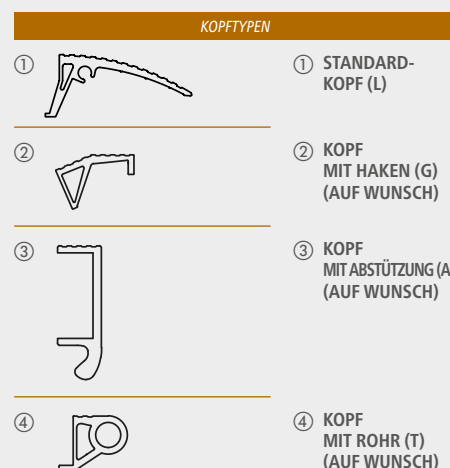 KOPFTYPEN
① ① STANDARD-
KOPF (L)
② ② KOPF
MIT HAKEN (G)
(AUF WUNSCH)
③ ③ KOPF
MIT ABSTÜTZUNG (A
(AUF WUNSCH)
④ ④ KOPF
MIT ROHR (T)
(AUF WUNSCH)